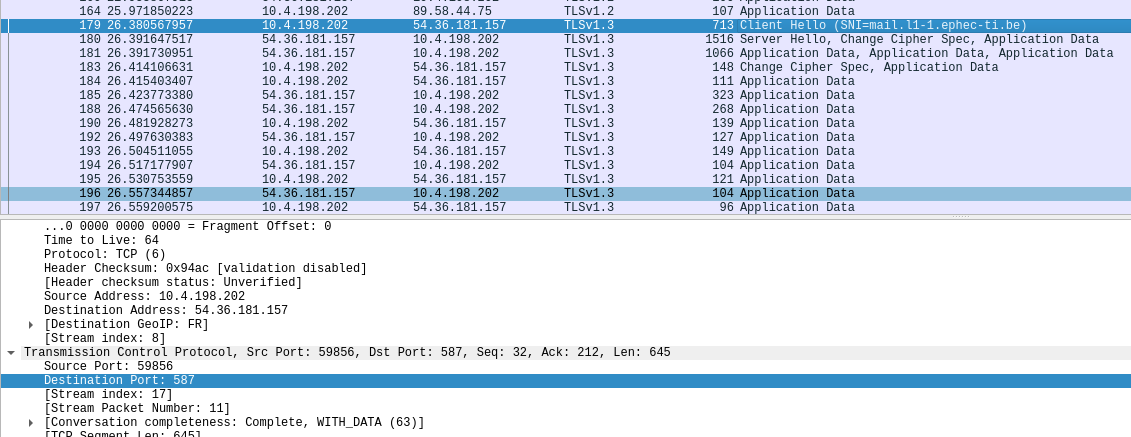 164 25.971850223 10.4.198.202 89.58.44.75 TLSv1.2 107 Application Data
179 26.380567957 10.4.198.202 54.36.181.157 TLSv1.3 713 Client Hello (SNI=mail.l1-1.ephec-ti.be)
180 26.391647517 54.36.181.157 10.4.198.202 TLSv1.3 1516 Server Hello, Change Cipher Spec, Application Data
181 26.391730951 54.36.181.157 10.4.198.202 TLSv1.3 1066 Application Data, Application Data, Application Data
183 26.414106631 10.4.198.202 54.36.181.157 TLSv1.3 148 Change Cipher Spec, Application Data
184 26.415403407 10.4.198.202 54.36.181.157 TLSv1.3 111 Application Data
185 26.423773380 54.36.181.157 10.4.198.202 TLSv1.3 323 Application Data
188 26.474565630 54.36.181.157 10.4.198.202 TLSv1.3 268 Application Data
190 26.481928273 10.4.198.202 54.36.181.157 TLSv1.3 139 Application Data
192 26.497630383 54.36.181.157 10.4.198.202 TLSv1.3 127 Application Data
193 26.504511055 10.4.198.202 54.36.181.157 TLSv1.3 149 Application Data
194 26.517177907 54.36.181.157 10.4.198.202 TLSv1.3 104 Application Data
195 26.530753559 10.4.198.202 54.36.181.157 TLSv1.3 121 Application Data
196 26.557344857 54.36.181.157 10.4.198.202 TLSv1.3 104 Application Data
197 26.559200575 10.4.198.202 54.36.181.157 TLSv1.3 96 Application Data
...0 0000 0000 0000 = Fragment Offset: 0
Time to Live: 64
Protocol: TCP (6)
Header Checksum: 0x94ac [validation disabled]
[Header checksum status: Unverified]
Source Address: 10.4.198.202
Destination Address: 54.36.181.157
[Destination GeoIP: FR]
[Stream index: 8]
Transmission Control Protocol, Src Port: 59856, Dst Port: 587, Seq: 32, Ack: 212, Len: 645
Source Port: 59856
Destination Port: 587
[Stream index: 17]
[Stream Packet Number: 11]
[Conversation completeness: Complete, WITH_DATA (63)]
[TCP Segment Len: 645]